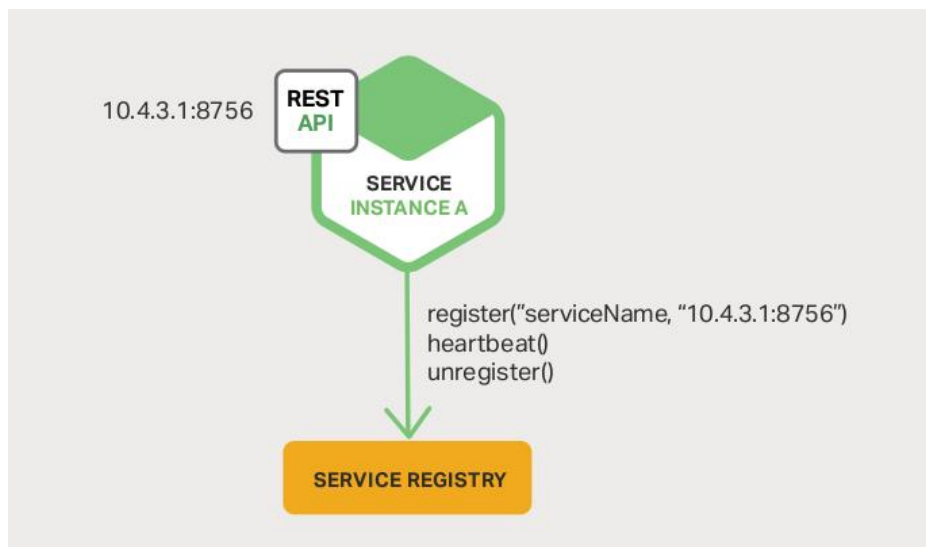 10.4.3.1:8756
REST
API
SERVICE
INSTANCE A
register(”serviceName, “10.4.3.1:8756”)
heartbeat()
unregister()
SERVICE REGISTRY